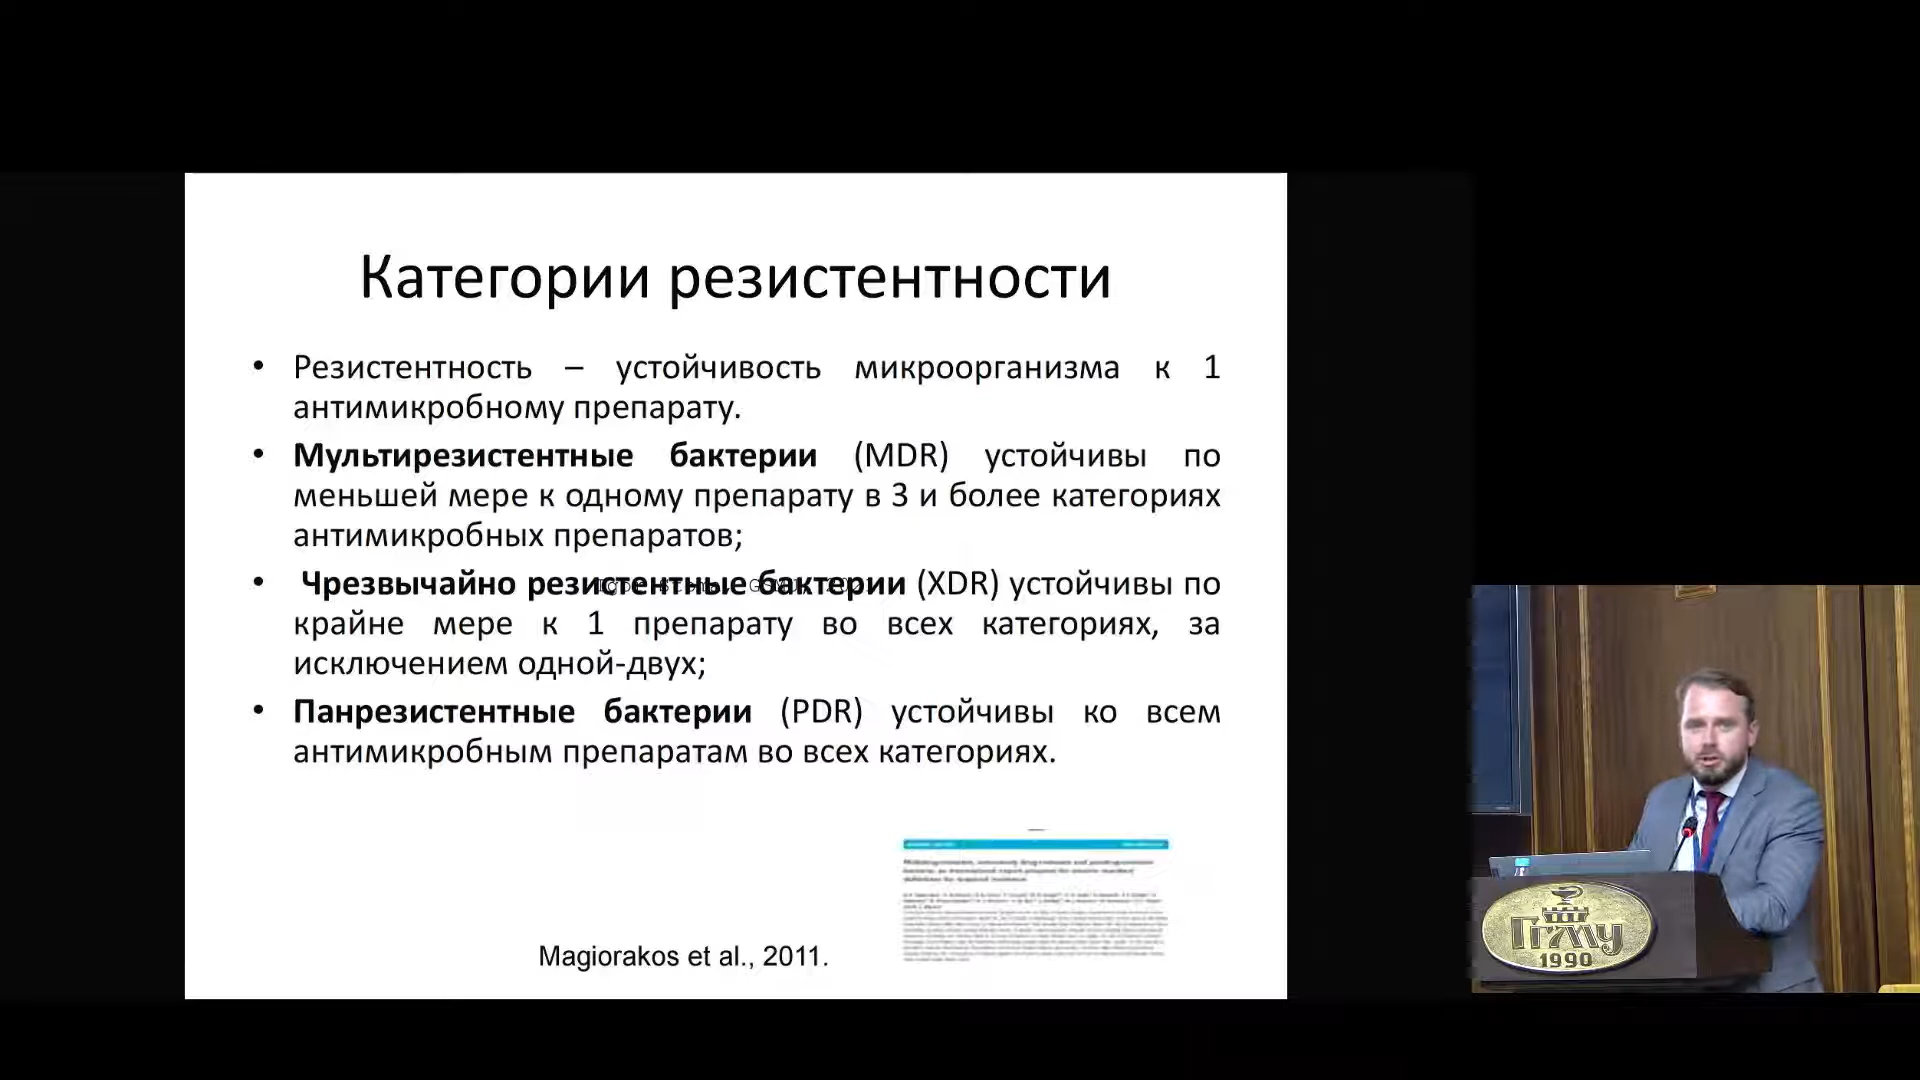 Категории резистентности
• Резистентность – устойчивость микроорганизма к 1
антимикробному препарату.
• Мультирезистентные бактерии (MDR) устойчивы по
меньшей мере к одному препарату в 3 и более категориях
антимикробных препаратов;
• Чрезвычайно резистентные бактерии (XDR) устойчивы по
крайне мере к 1 препарату во всех категориях, за
исключением одной-двух;
• Панрезистентные бактерии (PDR) устойчивы ко всем
антимикробным препаратам во всех категориях.
Magiorakos et al., 2011.
ГГМУ
1990